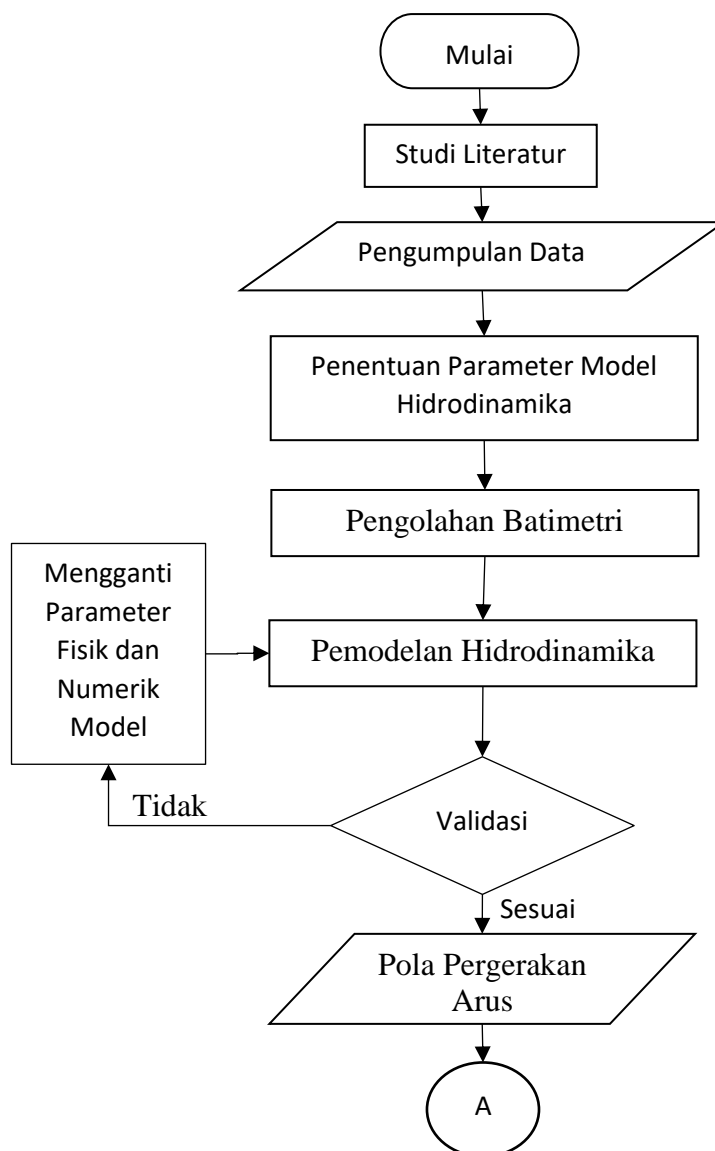 Mulai
Studi Literatur
Pengumpulan Data
Penentuan Parameter Model
Hidrodinamika
Pengolahan Batimetri
Mengganti
Parameter
Fisik dan
Numerik
Model
Pemodelan Hidrodinamika
Tidak
Validasi
Sesuai
Pola Pergerakan
Arus
A